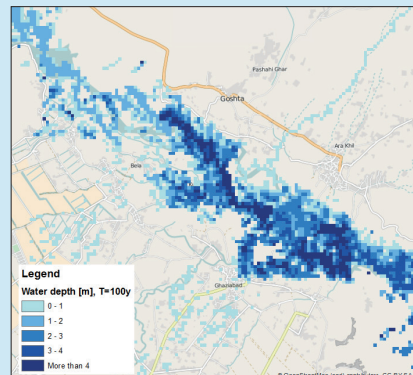 Pashahi Ghar
Goshta
Ara Khil
Bela
Ghaziabad
Legend
Water depth [m], T=100y
0 - 1
1 - 2
2 - 3
3 - 4
More than 4